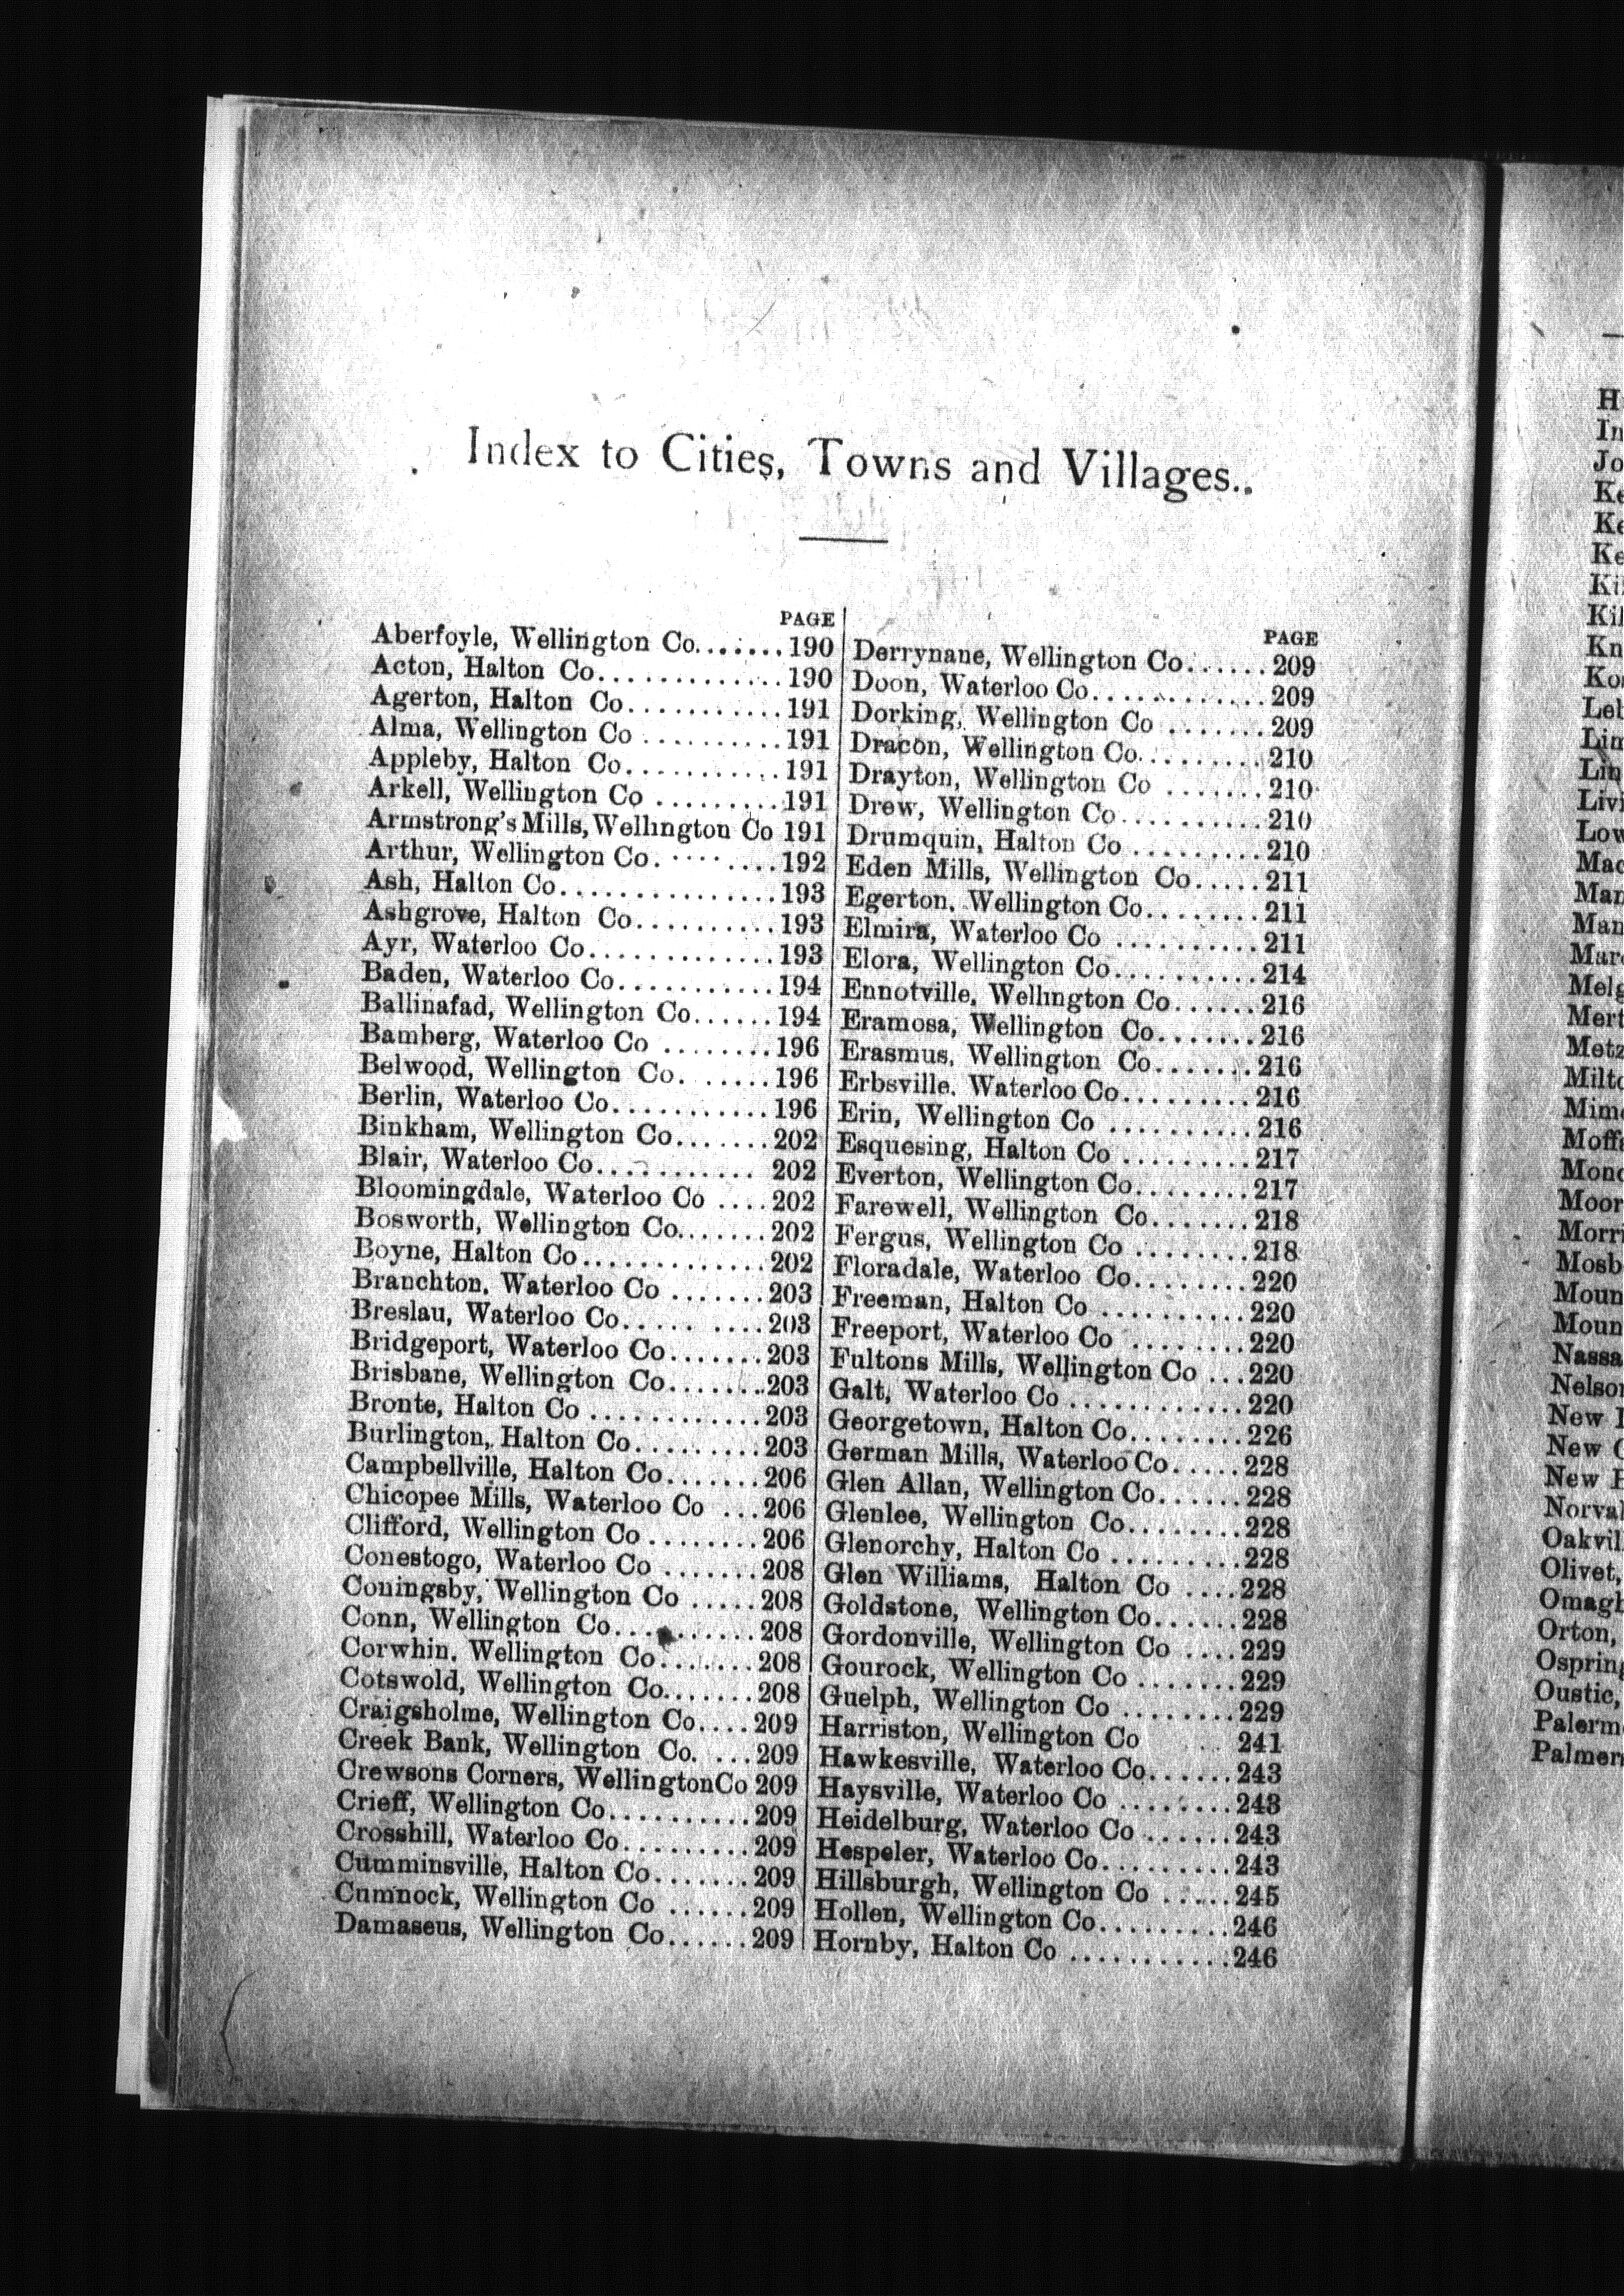 Index to Cities, Towns and Villages..
PAGE
Aberfoyle, Wellington Co.......190
Acton, Halton Co.............190
Agerton, Halton Co...........191
Alma, Wellington Co ..........191
Appleby, Halton Co...........191
Arkell, Wellington Co .........191
Armstrong's Mills, Wellington Co 191
Arthur, Wellington Co.........192
Ash, Halton Co...............193
Ashgrove, Halton Co..........193
Ayr, Waterloo Co.............193
Baden, Waterloo Co...........194
Ballinafad, Wellington Co......194
Bamberg, Waterloo Co ........196
Belwood, Wellington Co. ......196
Berlin, Waterloo Co...........196
Binkham, Wellington Co.......202
Blair, Waterloo Co............ 202
Bloomingdale, Waterloo Co ....202
Bosworth, Wellington Co.......202
Boyne, Halton Co.............202
Branchton, Waterloo Co .......203
Breslau, Waterloo Co..... ....203
Bridgeport, Waterloo Co.......203
Brisbane, Wellington Co.......203
Bronte, Halton Co ............203
Burlington, Halton Co.........203
Campbellville, Halton Co.......206
Chicopee Mills, Waterloo Co ...206
Clifford, Wellington Co ........206
Conestogo, Waterloo Co .......208
Coningsby, Wellington Co .....208
Conn, Wellington Co..........208
Corwhin, Wellington Co.......208
Cotswold, Wellington Co.......208
Craigsholme, Wellington Co....209
Creek Bank, Wellington Co. ...209
Crewsons Corners, WellingtonCo 209
Crieff, Wellington Co..........209
Crosshill, Waterloo Co.........209
Cumminsville, Halton Co.......209
Cumnock, Wellington Co ......209
Damaseus, Wellington Co......209
PAGE
Derrynane, Wellington Co......209
Doon, Waterloo Co............209
Dorking, Wellington Co .......209
Dracon, Wellington Co.........210
Drayton, Wellington Co .......210
Drew, Wellington Co..........210
Drumquin, Halton Co .........210
Eden Mills, Wellington Co.....211
Egerton, Wellington Co........211
Elmira, Waterloo Co ..........211
Elora, Wellington Co..........214
Ennotville, Wellington Co......216
Eramosa, Wellington Co.......216
Erasmus, Wellington Co.......216
Erbsville, Waterloo Co.........216
Erin, Wellington Co ..........216
Esquesing, Halton Co .........217
Everton, Wellington Co........217
Farewell, Wellington Co.......218
Fergus, Wellington Co ........218
Floradale, Waterloo Co........220
Freeman, Halton Co ..........220
Freeport, Waterloo Co ........220
Fultons Mills, Wellington Co ...220
Galt, Waterloo Co ............220
Georgetown, Halton Co........226
German Mills, Waterloo Co.....228
Glen Allan, Wellington Co......228
Glenlee, Wellington Co........228
Glenorchy, Halton Co .........228
Glen Williams, Halton Co ....228
Goldstone, Wellington Co......228
Gordonville, Wellington Co ....229
Gourock, Wellington Co .......229
Guelph, Wellington Co ........229
Harriston, Wellington Co ... 241
Hawkesville, Waterloo Co......243
Haysville, Waterloo Co ........243
Heidelburg, Waterloo Co ......243
Hespeler, Waterloo Co.........243
Hillsburgh, Wellington Co .....245
Hollen, Wellington Co.........246
Hornby, Halton Co ...........246